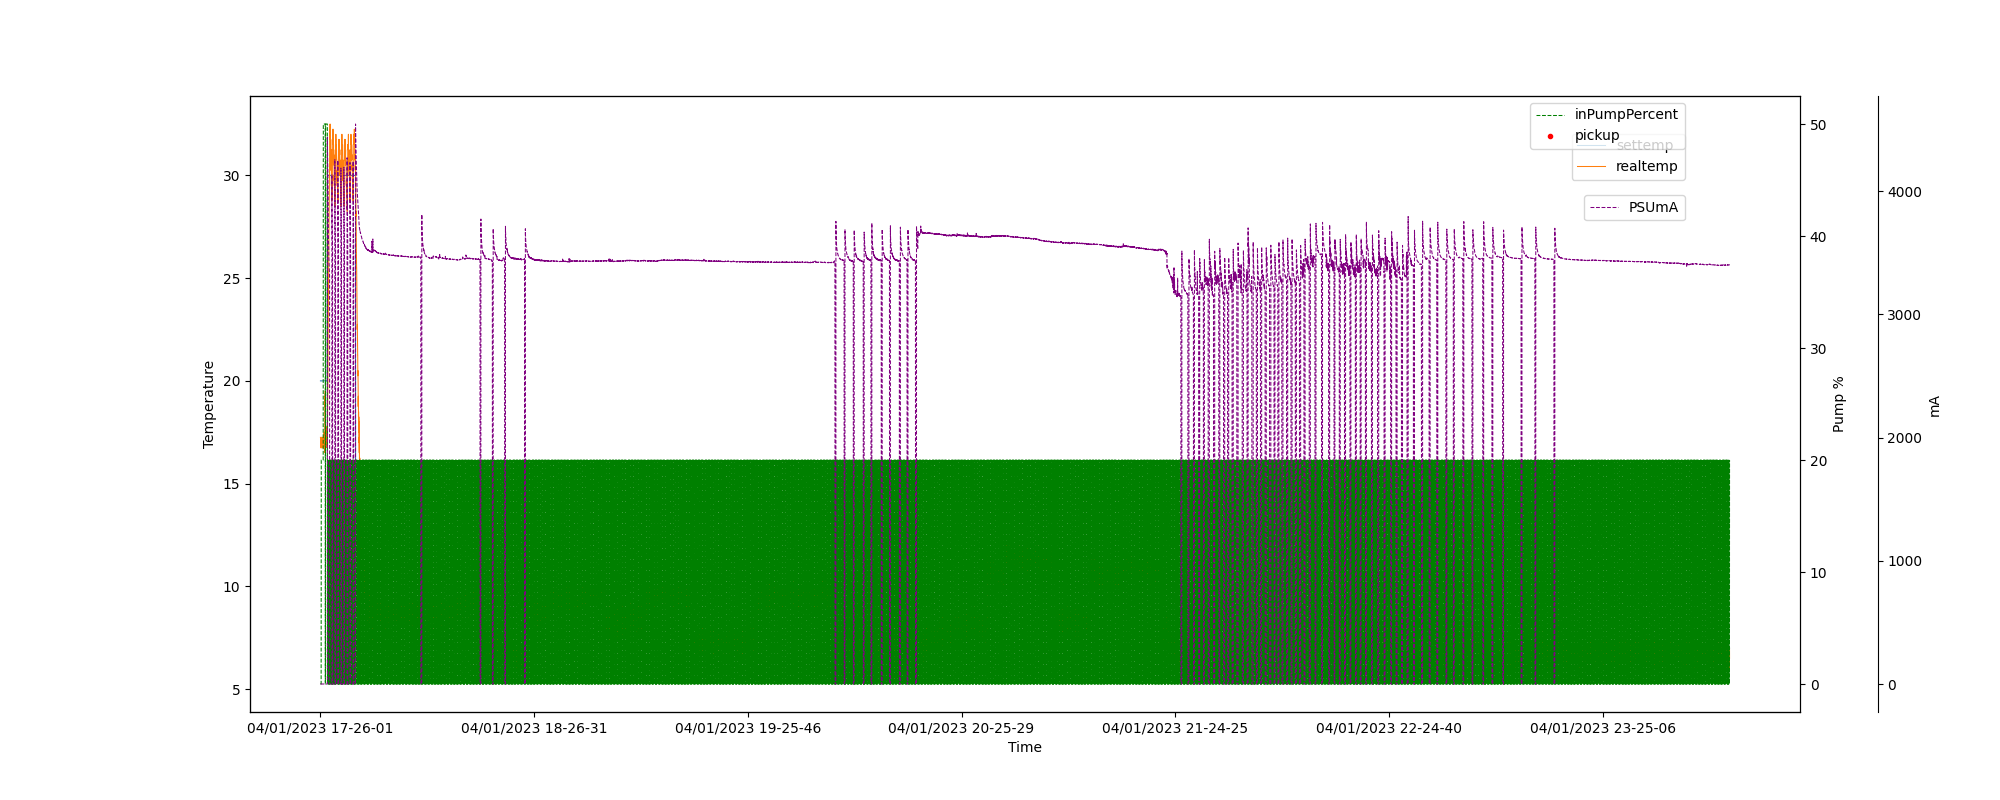 inPumpPercent
pickup
settemp
realtemp
PSUmA
Temperature
30
25
20
15
10
5
04/01/2023 17-26-01
04/01/2023 18-26-31
04/01/2023 19-25-46
04/01/2023 20-25-29
04/01/2023 21-24-25
04/01/2023 22-24-40
04/01/2023 23-25-06
Time
50
40
30
20
10
0
Pump %
4000
3000
2000
1000
0
mA